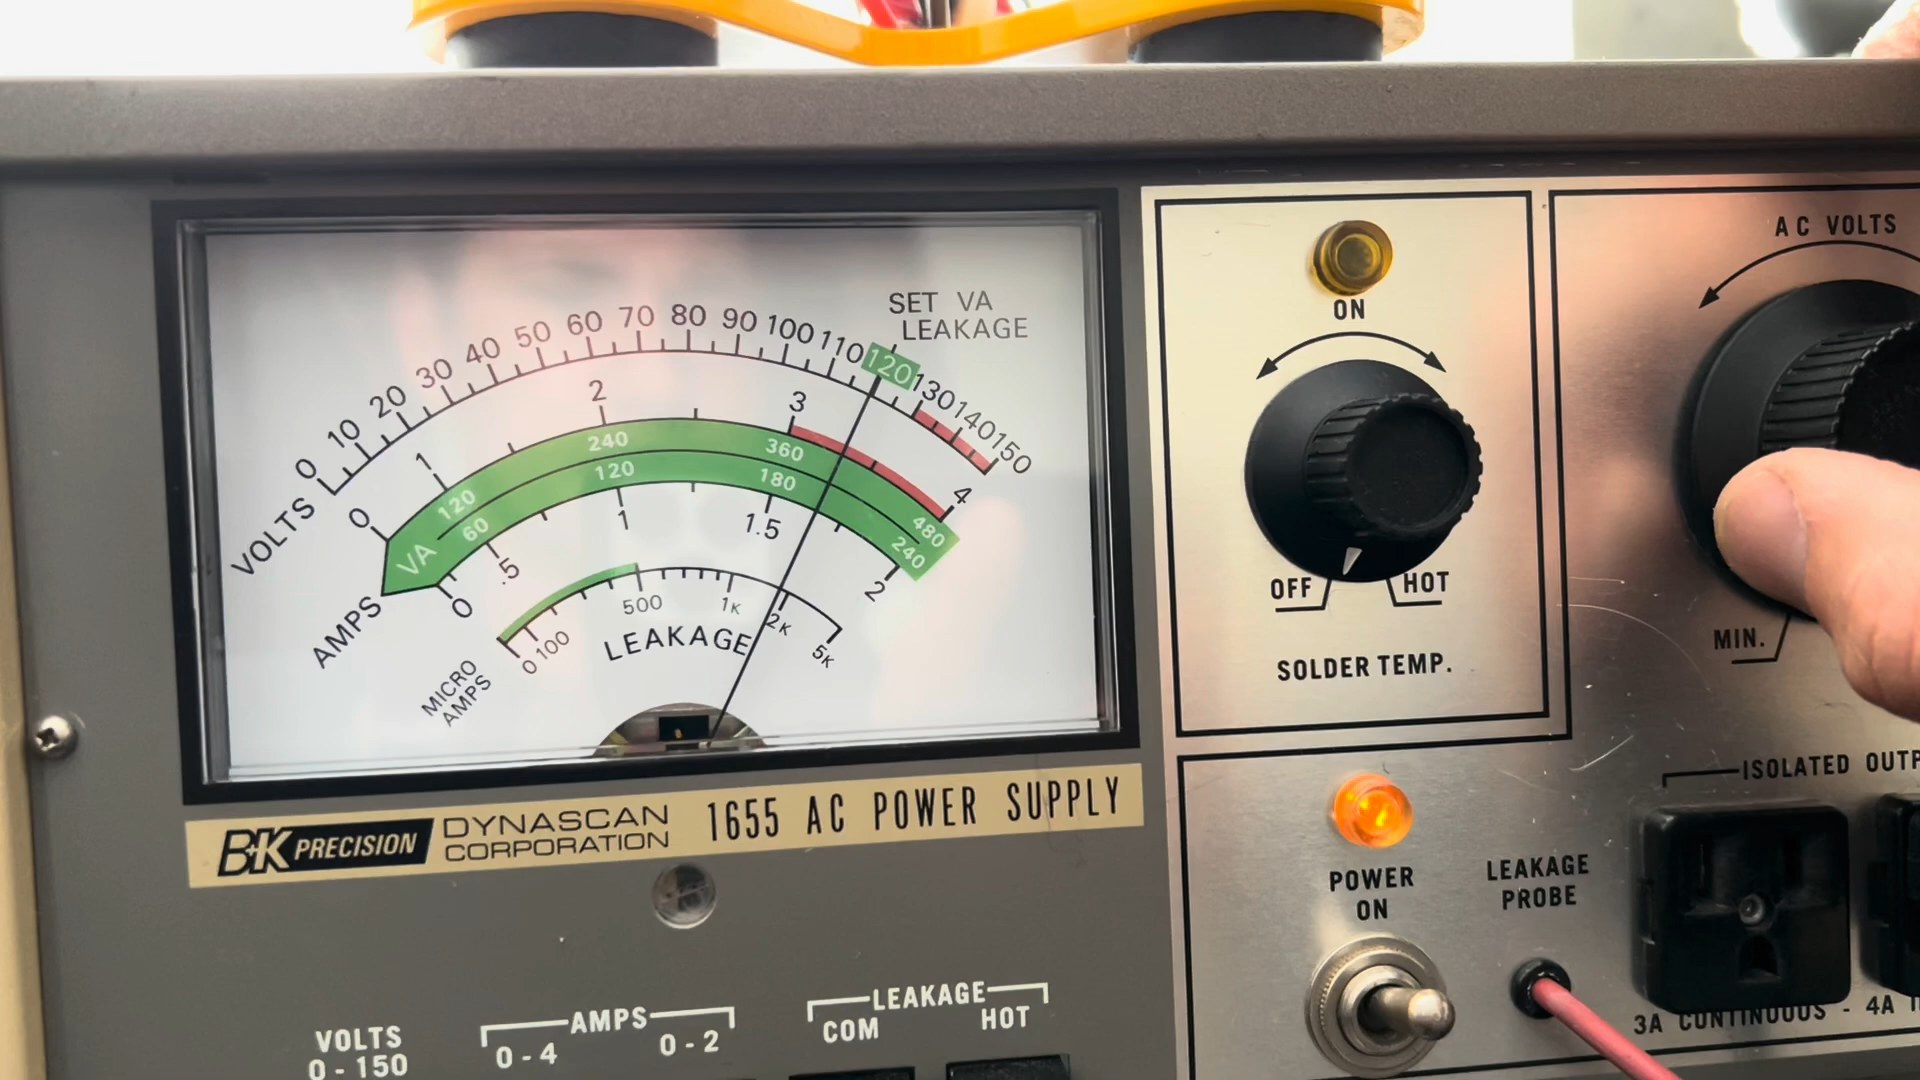 SET VA
LEAKAGE
0 10 20 30 40 50 60 70 80 90 100 110 120 130 140 150
VOLTS
0 1 2 3 4
120 240 360 480
VA
60 120 180 240
0 .5 1 1.5 2
AMPS
0 100 500 1K 2K 5K
LEAKAGE
MICRO
AMPS
B+K PRECISION
DYNASCAN
CORPORATION
1655 AC POWER SUPPLY
VOLTS
0-150
AMPS
0-4 0-2
LEAKAGE
COM HOT
ON
OFF HOT
SOLDER TEMP.
AC VOLTS
MIN.
POWER
ON
LEAKAGE
PROBE
ISOLATED OUTP
3A CONTINUOUS - 4A